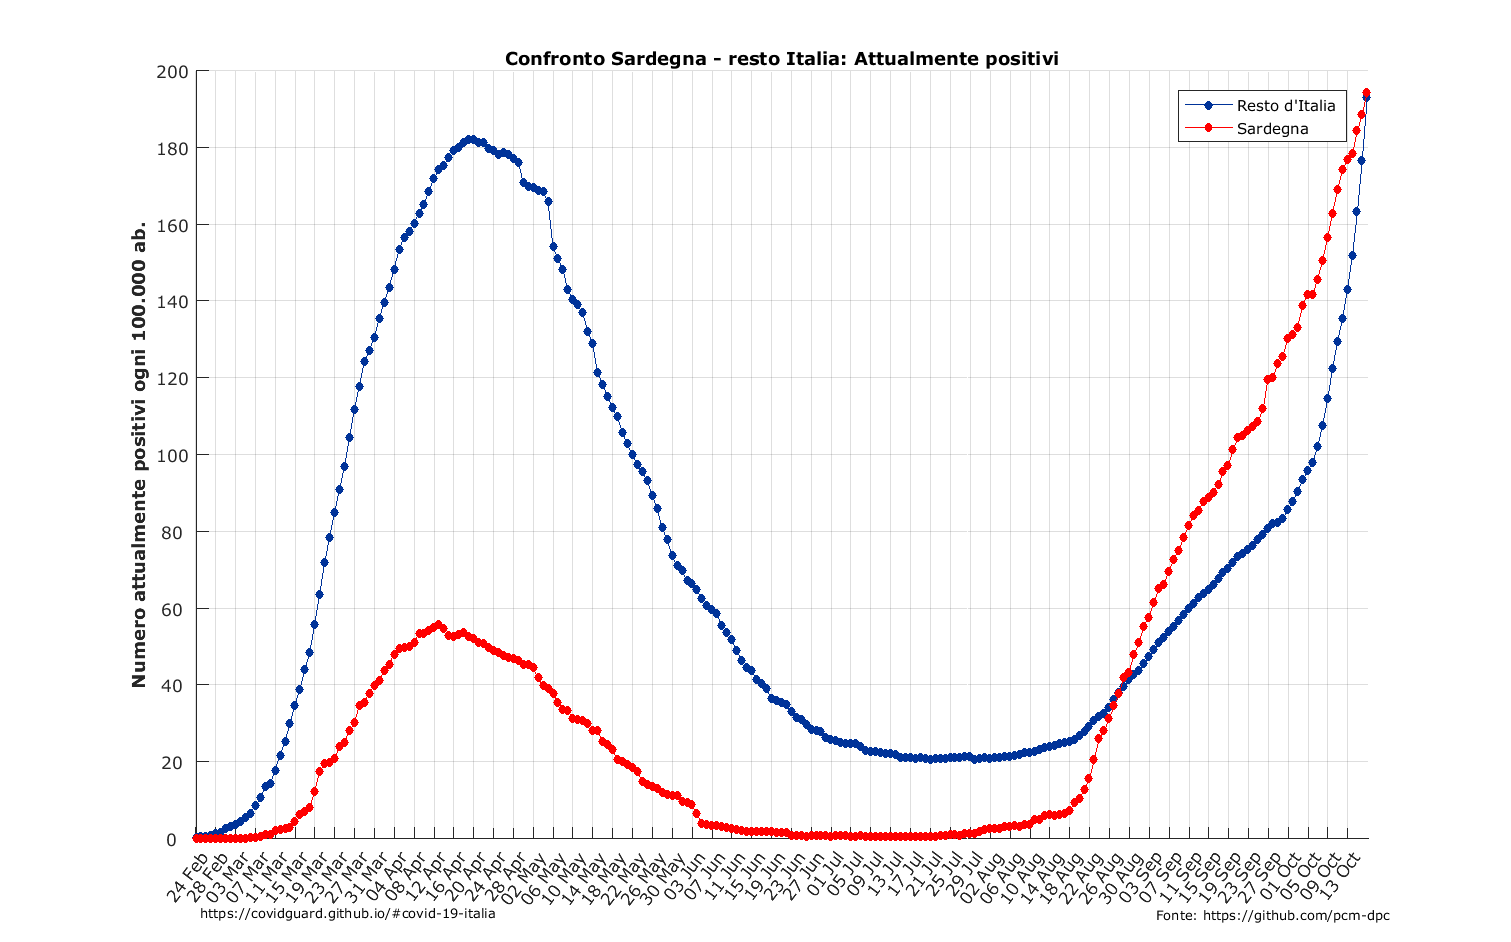 Confronto Sardegna - resto Italia: Attualmente positivi
Resto d'Italia
Sardegna
Numero attualmente positivi ogni 100.000 ab.
200
180
160
140
120
100
80
60
40
20
0
24 Feb
28 Feb
03 Mar
07 Mar
11 Mar
15 Mar
19 Mar
23 Mar
27 Mar
31 Mar
04 Apr
08 Apr
12 Apr
16 Apr
20 Apr
24 Apr
28 Apr
02 May
06 May
10 May
14 May
18 May
22 May
26 May
30 May
03 Jun
07 Jun
11 Jun
15 Jun
19 Jun
23 Jun
27 Jun
01 Jul
05 Jul
09 Jul
13 Jul
17 Jul
21 Jul
25 Jul
29 Jul
02 Aug
06 Aug
10 Aug
14 Aug
18 Aug
22 Aug
26 Aug
30 Aug
03 Sep
07 Sep
11 Sep
15 Sep
19 Sep
23 Sep
27 Sep
01 Oct
05 Oct
09 Oct
13 Oct
https://covidguard.github.io/#covid-19-italia
Fonte: https://github.com/pcm-dpc